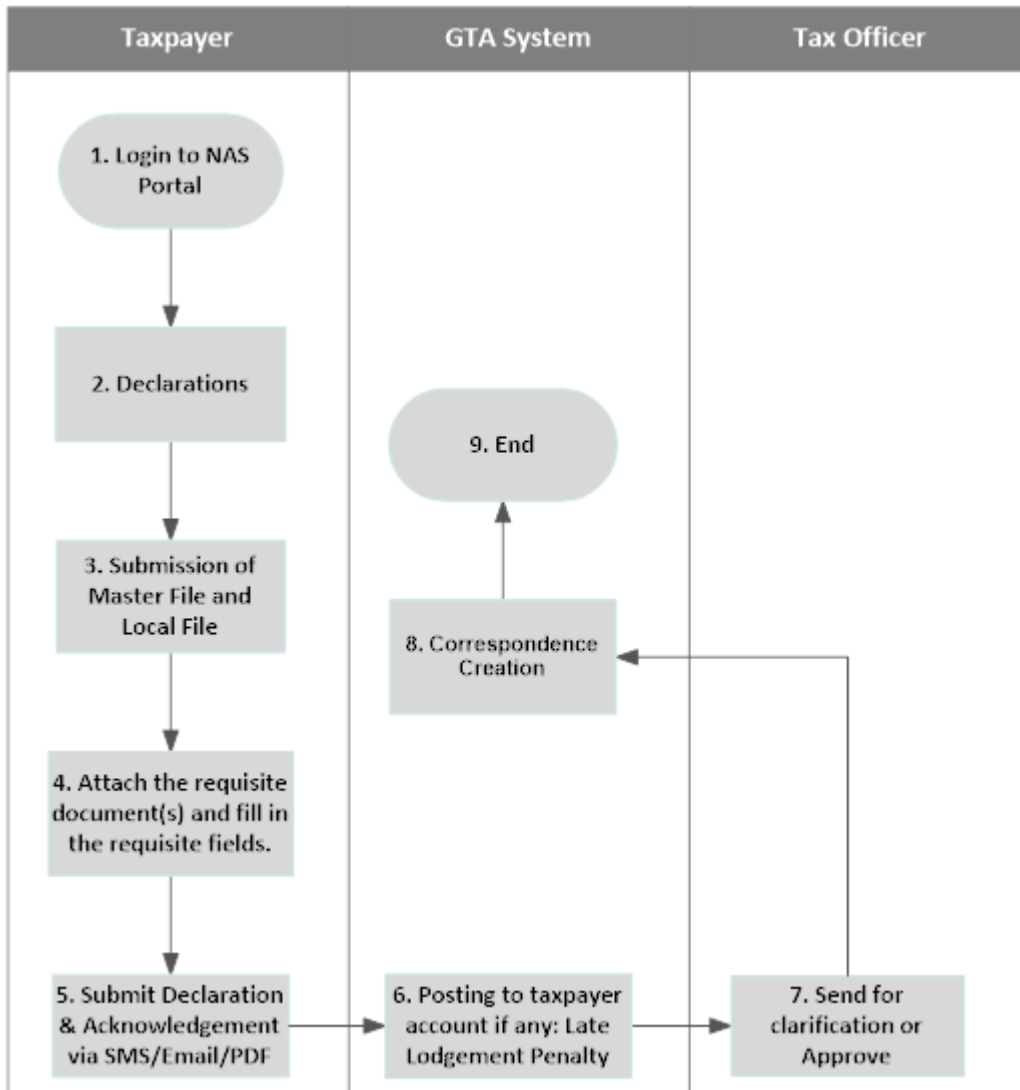 Taxpayer
GTA System
Tax Officer
1. Login to NAS
Portal
2. Declarations
3. Submission of
Master File and
Local File
4. Attach the requisite
document(s) and fill in
the requisite fields.
5. Submit Declaration
& Acknowledgement
via SMS/Email/PDF
6. Posting to taxpayer
account if any: Late
Lodgement Penalty
7. Send for
clarification or
Approve
8. Correspondence
Creation
9. End